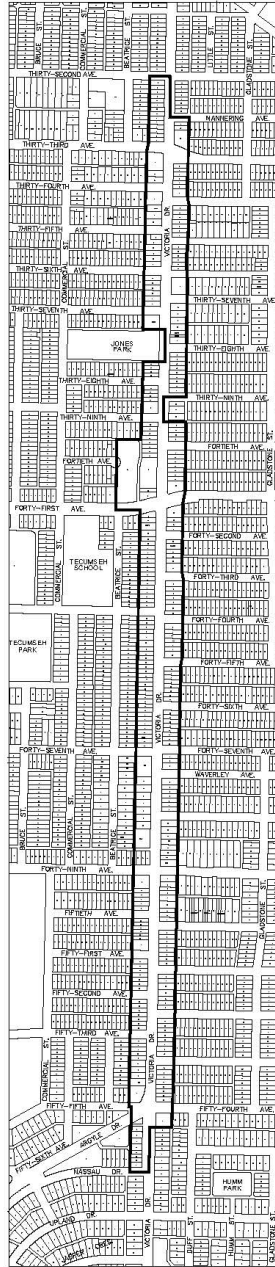 BRUCE ST.
COMMERCIAL ST.
BEATRICE ST.
LITTLE ST.
GLADSTONE ST.
THIRTY-SECOND AVE.
NANNERING AVE.
THIRTY-THIRD AVE.
THIRTY-FOURTH AVE.
VICTORIA DR.
THIRTY-FIFTH AVE.
THIRTY-SIXTH AVE.
COMMERCIAL ST.
THIRTY-SEVENTH AVE.
THIRTY-SEVENTH AVE.
JONES PARK
THIRTY-EIGHTH AVE.
THIRTY-EIGHTH AVE.
THIRTY-NINTH AVE.
THIRTY-NINTH AVE.
FORTIETH AVE.
FORTIETH AVE.
GLADSTONE ST.
FORTY-FIRST AVE.
FORTY-SECOND AVE.
COMMERCIAL ST.
TECUMSEH SCHOOL
BEATRICE ST.
FORTY-THIRD AVE.
FORTY-FOURTH AVE.
TECUMSEH PARK
FORTY-FIFTH AVE.
VICTORIA DR.
FORTY-SIXTH AVE.
FORTY-SEVENTH AVE.
FORTY-SEVENTH AVE.
WAVERLEY AVE.
BRUCE ST.
COMMERCIAL ST.
BEATRICE ST.
FORTY-NINTH AVE.
GLADSTONE ST.
FIFTIETH AVE.
FIFTY-FIRST AVE.
FIFTY-SECOND AVE.
FIFTY-THIRD AVE.
VICTORIA DR.
COMMERCIAL ST.
FIFTY-FIFTH AVE.
FIFTY-FOURTH AVE.
ARGYLE DR.
FIFTY-SIXTH AVE.
NASSAU DR.
HUMM PARK
UPLAND DR.
VICTORIA DR.
DUFF ST.
HUMM ST.
GLADSTONE ST.